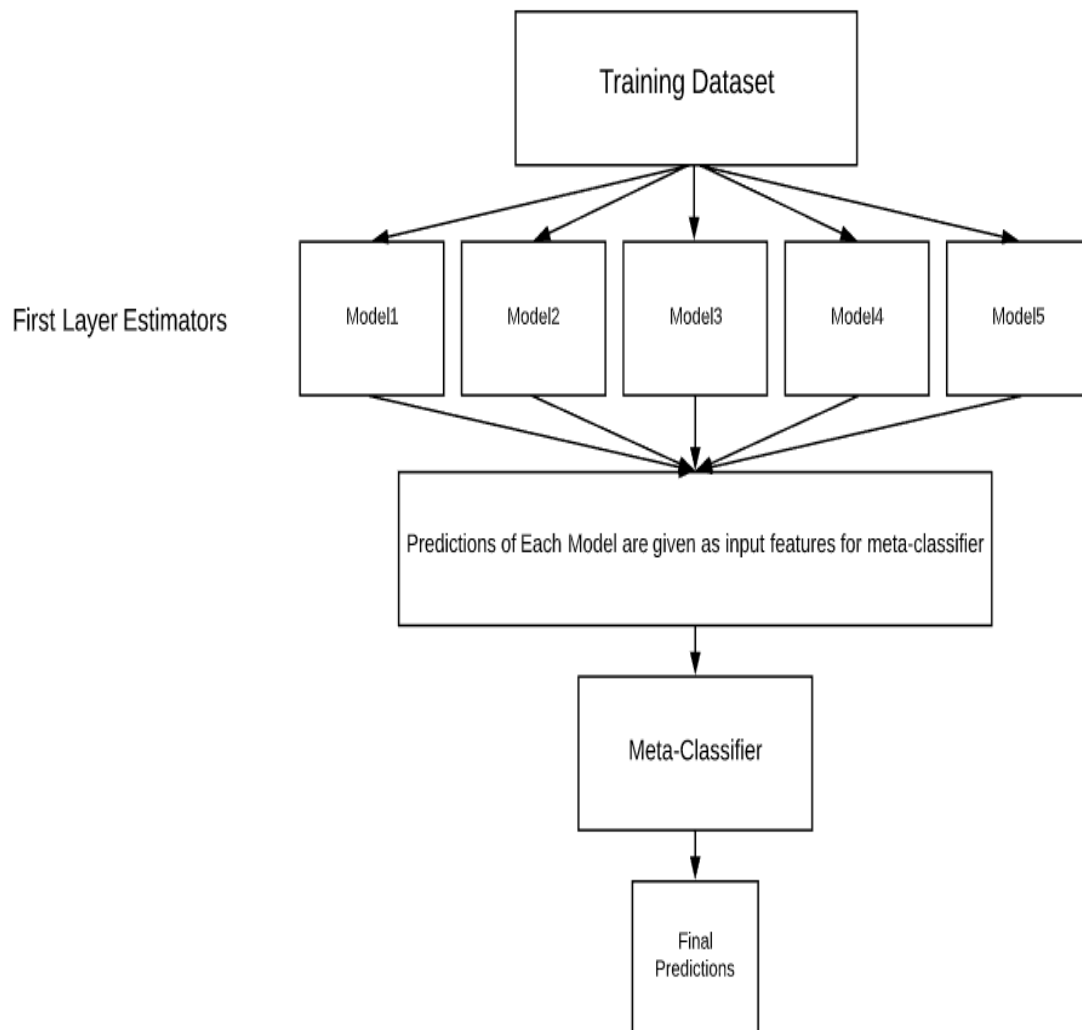 Training Dataset
First Layer Estimators
Model1
Model2
Model3
Model4
Model5
Predictions of Each Model are given as input features for meta-classifier
Meta-Classifier
Final
Predictions